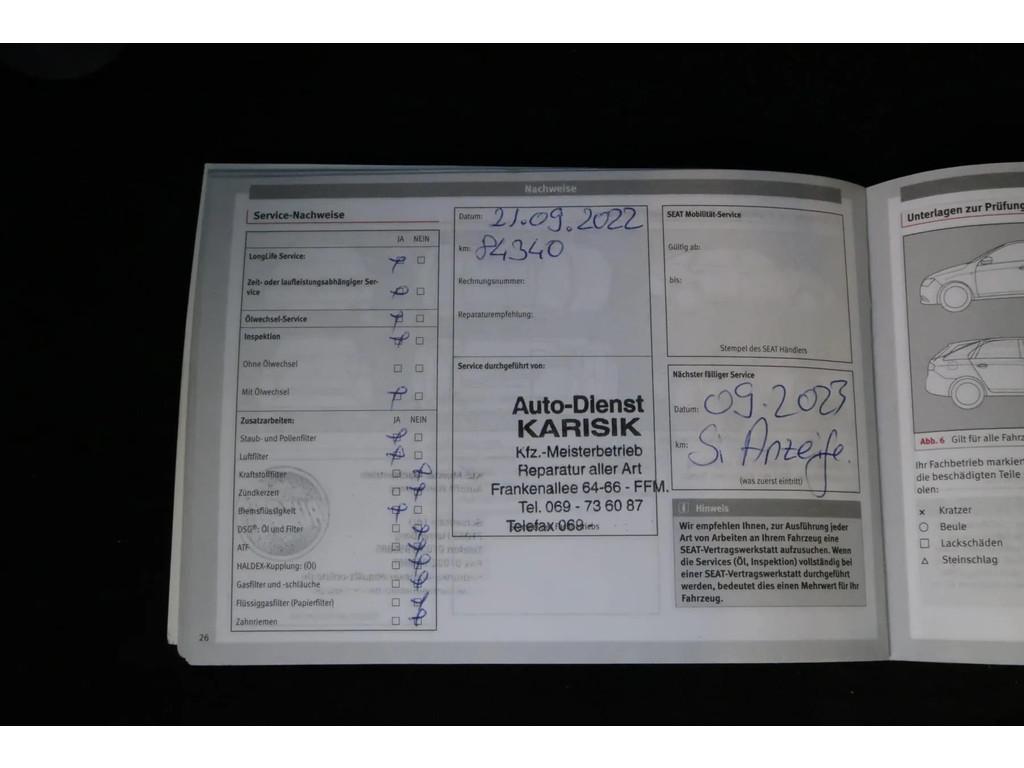 Nachweise
Service-Nachweise
JA NEIN
LongLife Service:
Zeit- oder laufleistungsabhängiger Ser-
vice
Ölwechsel-Service
Inspektion
Ohne Ölwechsel
Mit Ölwechsel
Zusatzarbeiten: JA NEIN
Staub- und Pollenfilter
Luftfilter
Kraftstofffilter
Zündkerzen
Bremsflüssigkeit
DSG®: Öl und Filter
ATF
HALDEX-Kupplung: (Öl)
Gasfilter und -schläuche
Flüssiggasfilter (Papierfilter)
Zahnriemen
26
Datum: 21.09.2022
km: 84340
Rechnungsnummer:
Reparaturempfehlung:
Service durchgeführt von:
Auto-Dienst
KARISIK
Kfz.-Meisterbetrieb
Reparatur aller Art
Frankenallee 64-66 - FFM.
Tel. 069 - 73 60 87
Telefax 069 -
SEAT Mobilität-Service
Gültig ab:
bis:
Stempel des SEAT Händlers
Nächster fälliger Service
Datum: 09.2023
km: Si Anzeife.
(was zuerst eintritt)
i Hinweis
Wir empfehlen Ihnen, zur Ausführung jeder
Art von Arbeiten an Ihrem Fahrzeug eine
SEAT-Vertragswerkstatt aufzusuchen. Wenn
die Services (Öl, Inspektion) vollständig bei
einer SEAT-Vertragswerkstatt durchgeführt
werden, bedeutet dies einen Mehrwert für Ihr
Fahrzeug.
Unterlagen zur Prüfung
Abb. 6 Gilt für alle Fahrz
Ihr Fachbetrieb markier
die beschädigten Teile
olen:
× Kratzer
○ Beule
□ Lackschäden
△ Steinschlag